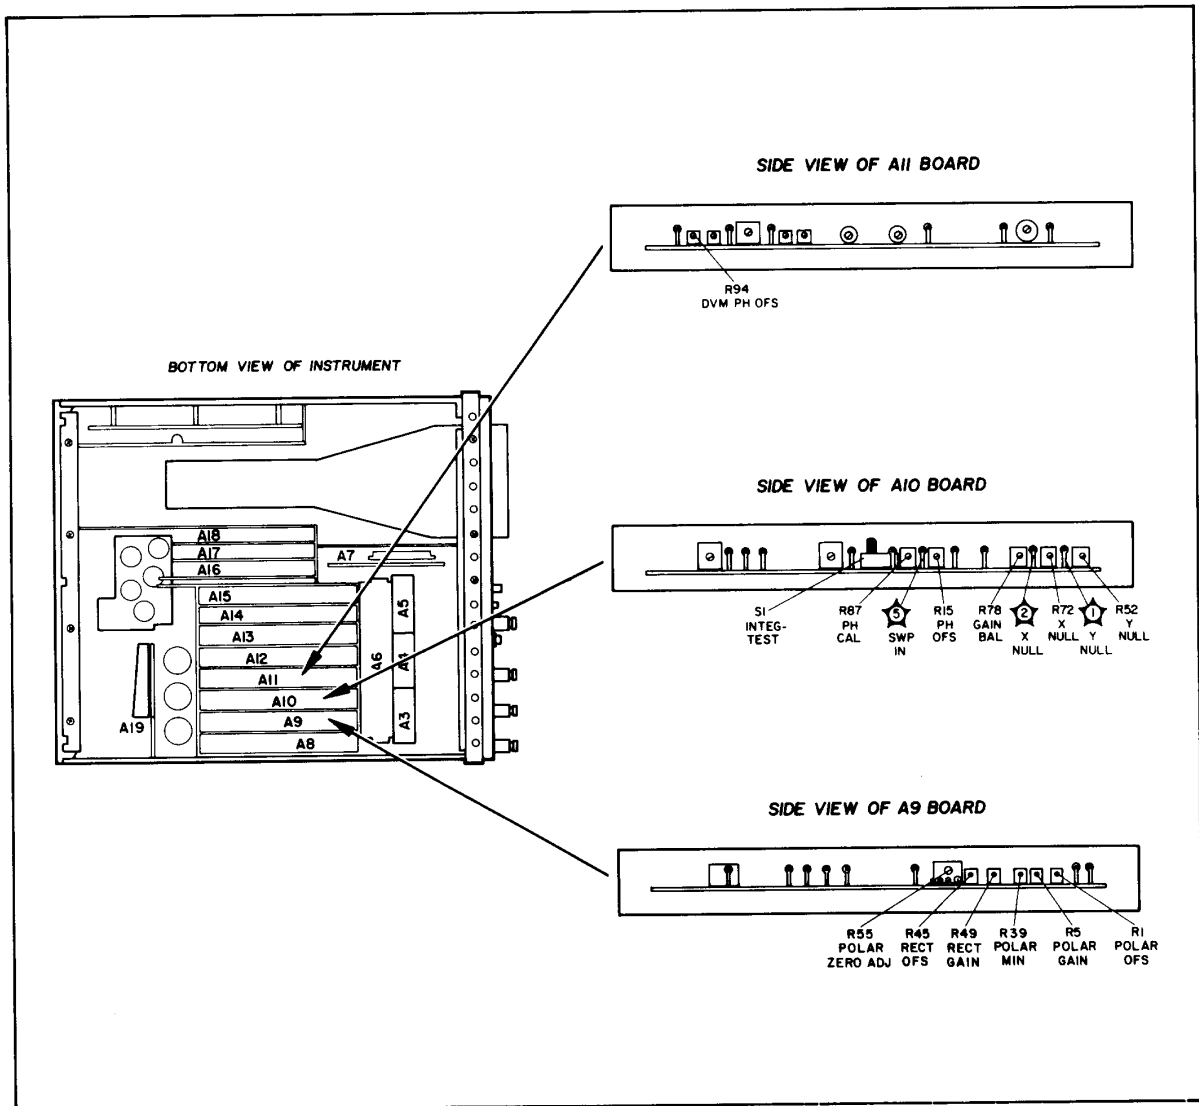 SIDE VIEW OF A11 BOARD
R94
DVM PH OFS
BOTTOM VIEW OF INSTRUMENT
A18
A17
A16
A15
A14
A13
A12
A11
A10
A9
A8
A7
A6
A5
A4
A3
A19
SIDE VIEW OF A10 BOARD
S1
INTEG-
TEST
R87
PH
CAL
5
SWP
IN
R15
PH
OFS
R78
GAIN
BAL
2
X
NULL
R72
X
NULL
1
Y
NULL
R52
Y
NULL
SIDE VIEW OF A9 BOARD
R55
POLAR
ZERO ADJ
R45
RECT
OFS
R49
RECT
GAIN
R39
POLAR
MIN
R5
POLAR
GAIN
R1
POLAR
OFS